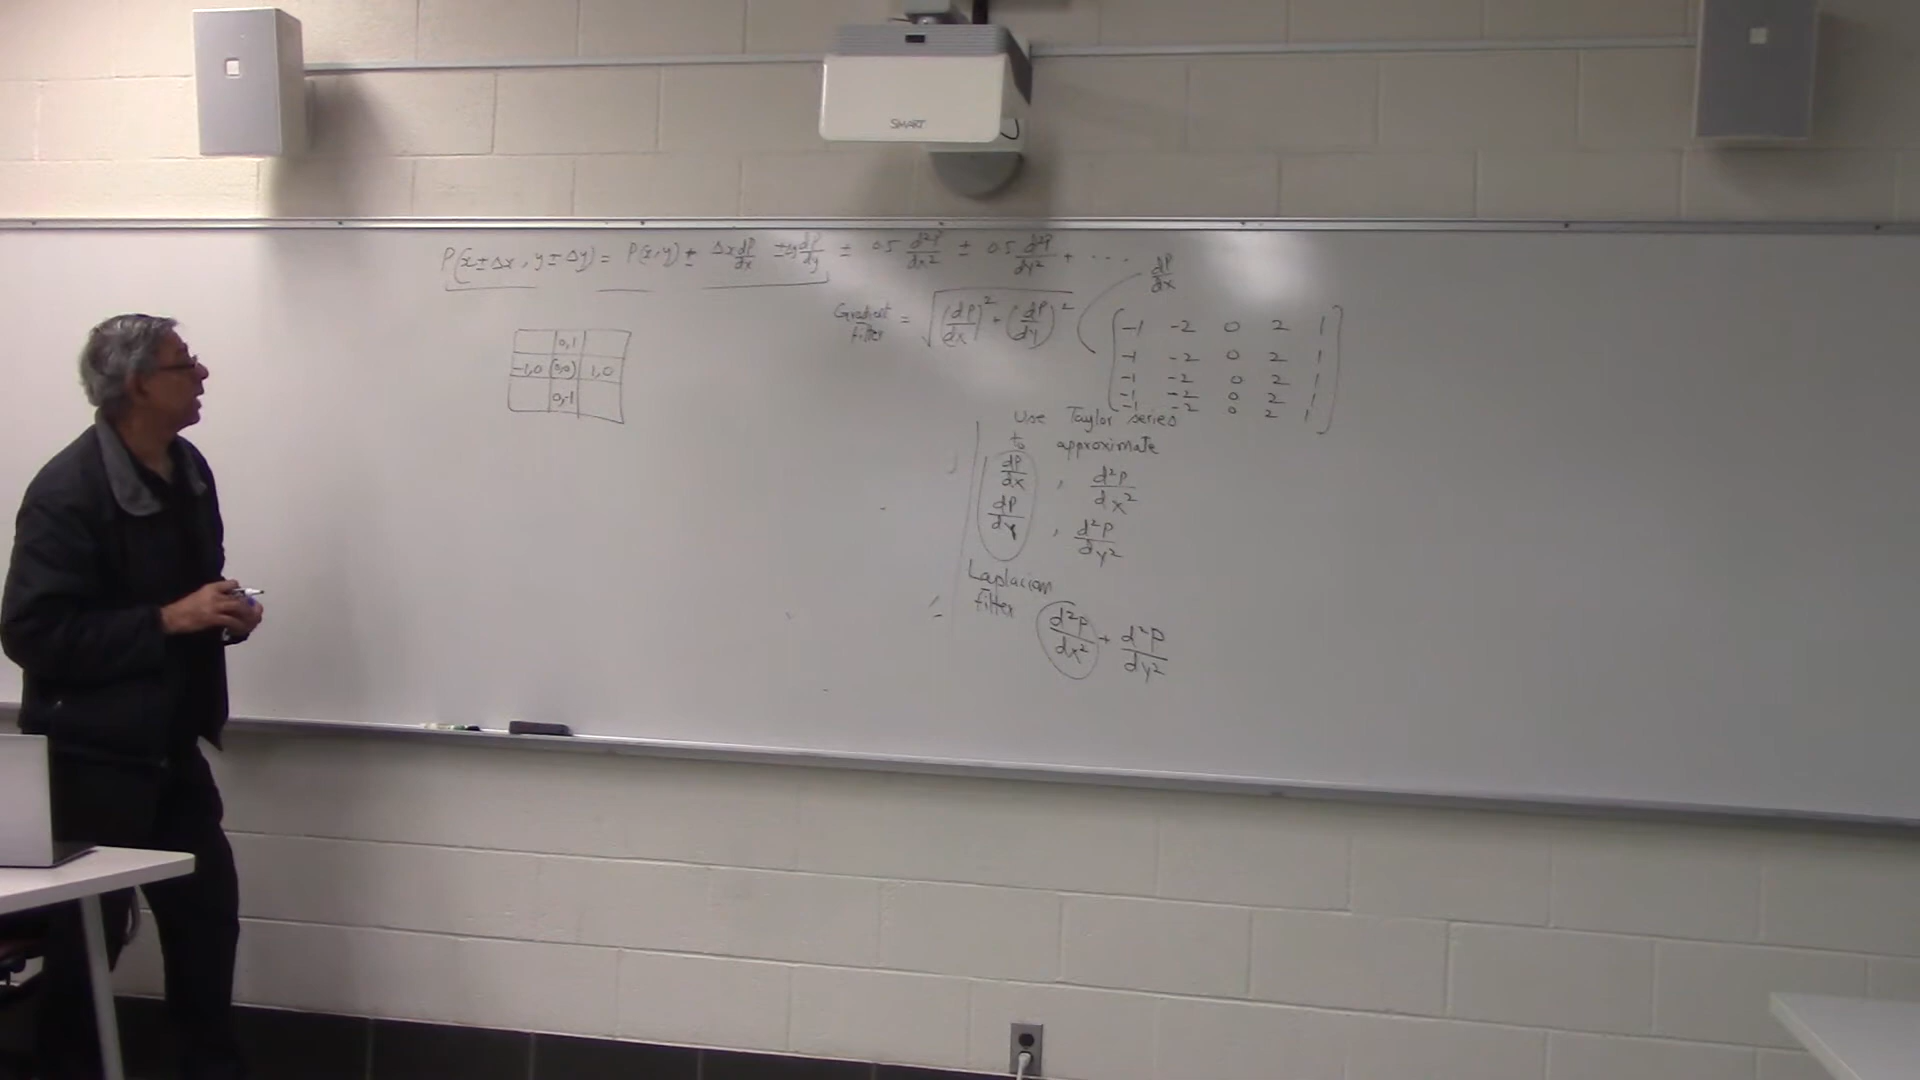 SMART
P(x±Δx, y±Δy) = P(x,y) ± Δx dP/dx ± Δy dP/dy ± 0.5 d²P/dx² ± 0.5 d²P/dy² + ...
dP/dx
Gradient filter = √((dP/dx)² + (dP/dy)²)
-1 -2 0 2 1
-1 -2 0 2 1
-1 -2 0 2 1
-1 -2 0 2 1
-1 -2 0 2 1
0,1
-1,0 (0,0) 1,0
0,-1
Use Taylor series
to approximate
dP/dx , d²P/dx²
dP/dy , d²P/dy²
Laplacian
filter
d²P/dx² + d²P/dy²